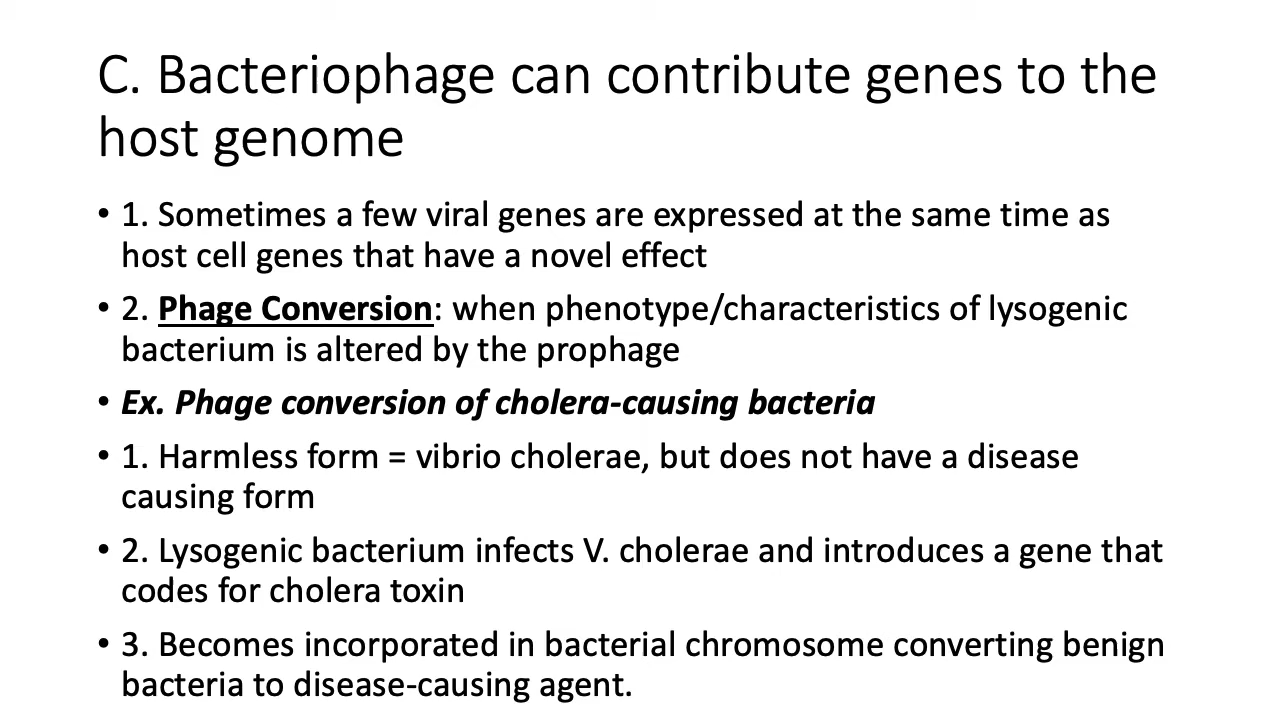 C. Bacteriophage can contribute genes to the
host genome
• 1. Sometimes a few viral genes are expressed at the same time as
host cell genes that have a novel effect
• 2. Phage Conversion: when phenotype/characteristics of lysogenic
bacterium is altered by the prophage
• Ex. Phage conversion of cholera-causing bacteria
• 1. Harmless form = vibrio cholerae, but does not have a disease
causing form
• 2. Lysogenic bacterium infects V. cholerae and introduces a gene that
codes for cholera toxin
• 3. Becomes incorporated in bacterial chromosome converting benign
bacteria to disease-causing agent.